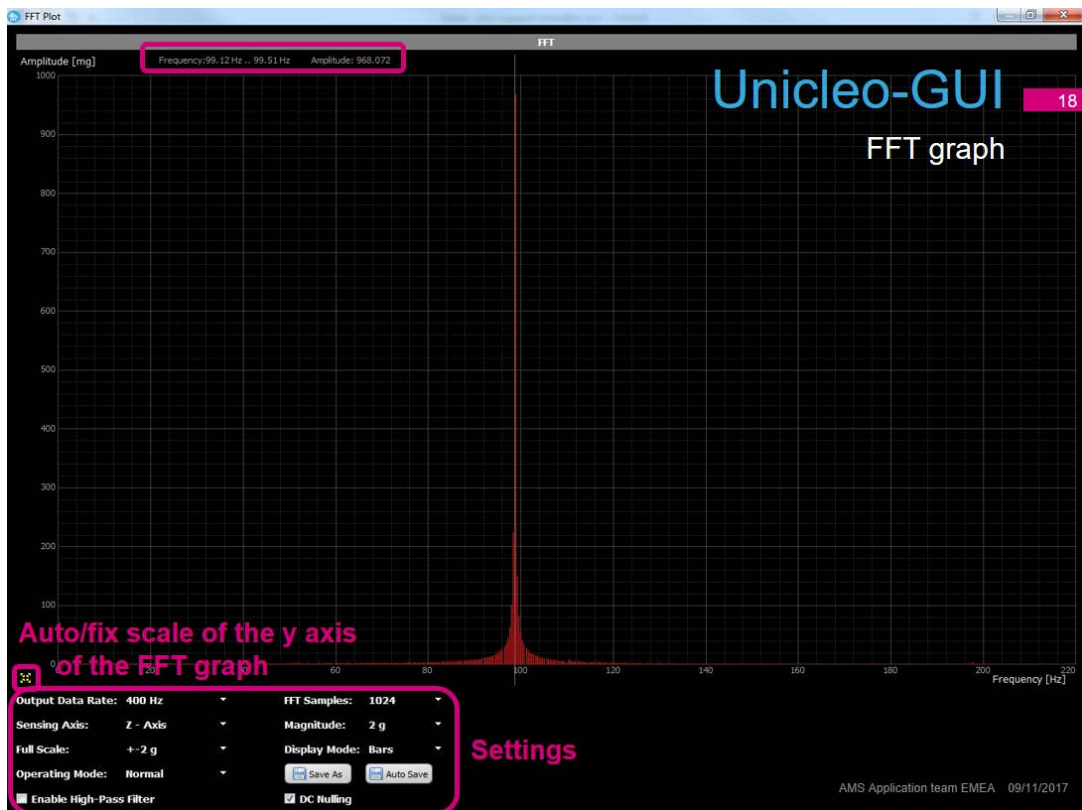 FFT Plot
FFT
Amplitude [mg]
Frequency:99.12 Hz .. 99.51 Hz Amplitude: 968.072
Unicleo-GUI
18
FFT graph
1000
900
800
700
600
500
400
300
200
100
0
Auto/fix scale of the y axis
of the FFT graph
20 60 80 100 120 140 160 180 200 220
Frequency [Hz]
Output Data Rate: 400 Hz FFT Samples: 1024
Sensing Axis: Z - Axis Magnitude: 2 g
Full Scale: +-2 g Display Mode: Bars
Settings
Operating Mode: Normal Save As Auto Save
Enable High-Pass Filter DC Nulling
AMS Application team EMEA 09/11/2017